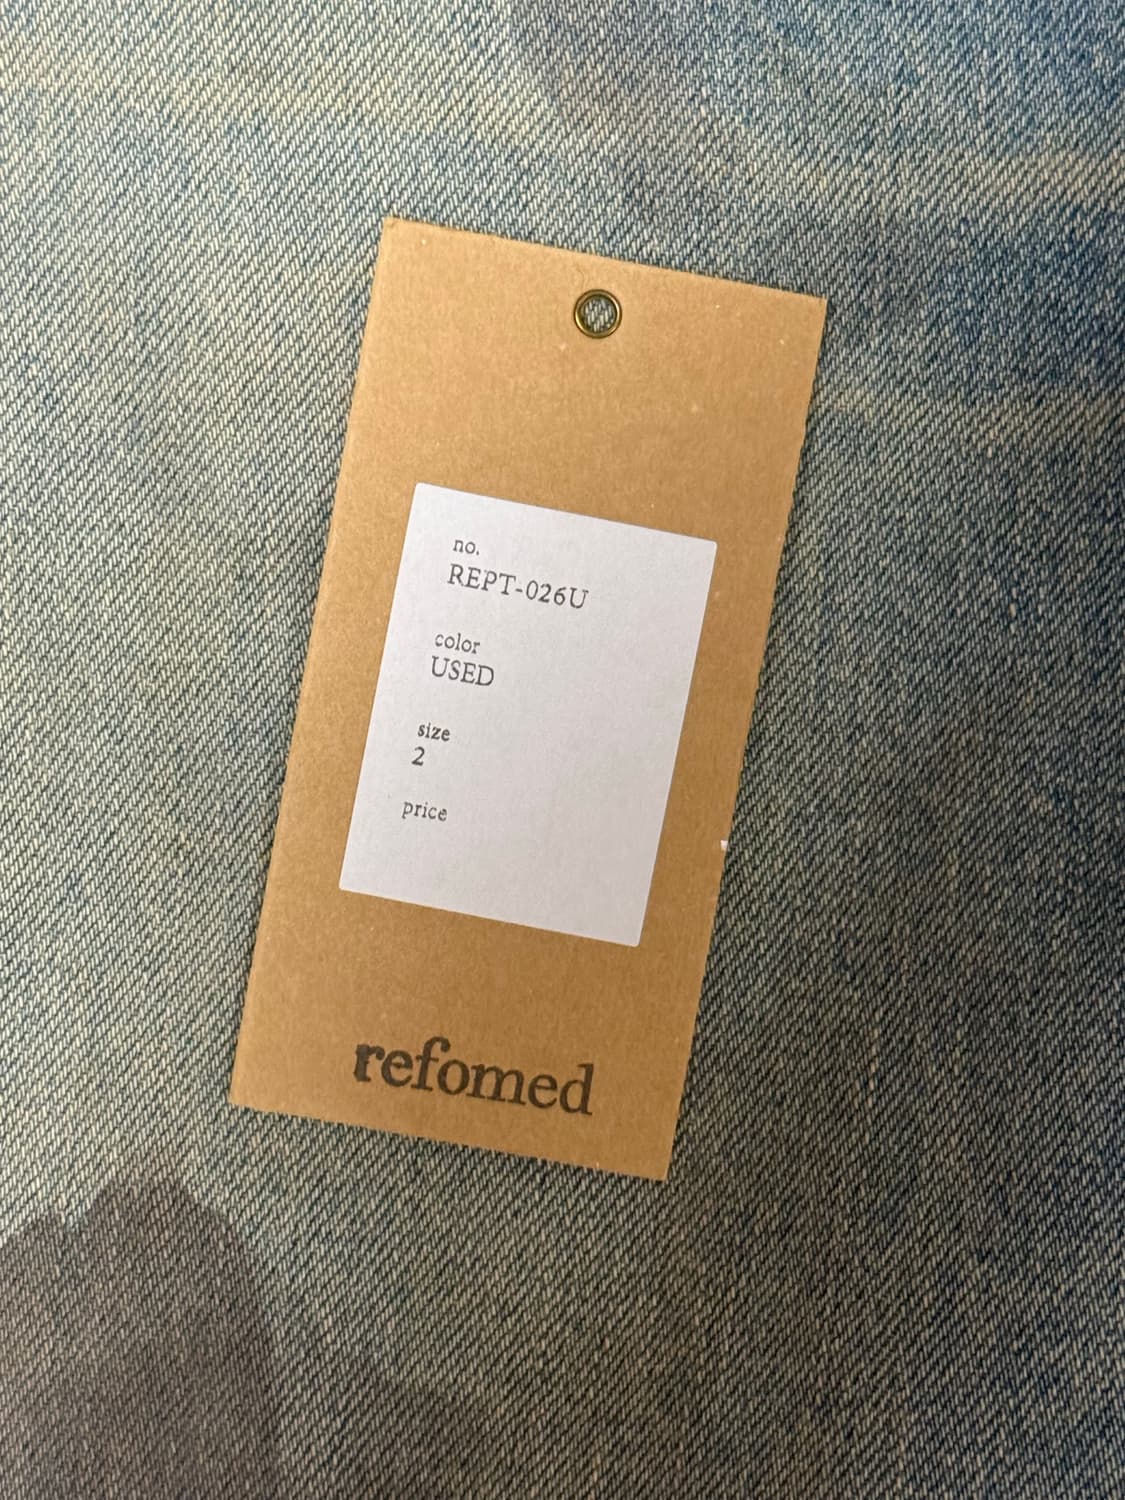 no.
REPT-026U
color
USED
size
2
price
refomed